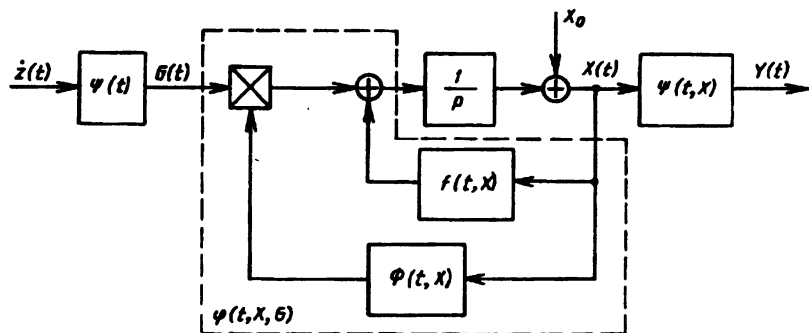 X₀
ż(t)
Ψ(t)
G(t)
1/p
X(t)
Ψ(t,X)
Y(t)
f(t,X)
Φ(t,X)
φ(t,X,G)